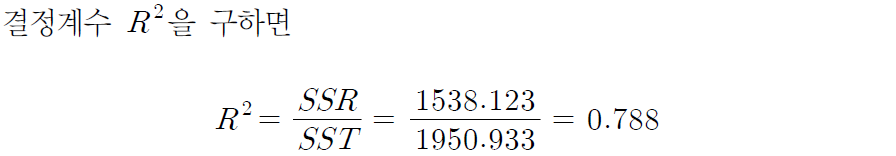 결정계수 R²을 구하면
R² = SSR/SST = 1538.123/1950.933 = 0.788